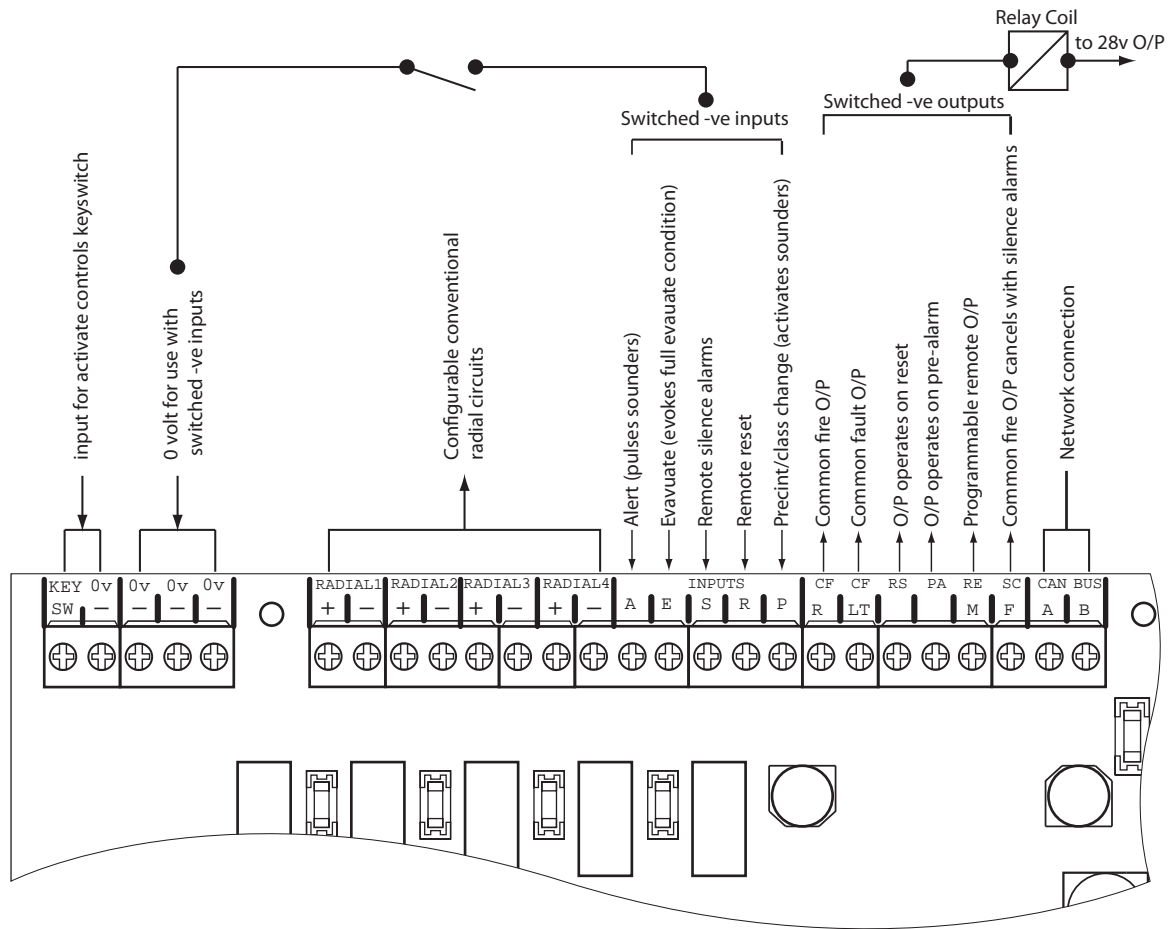 Relay Coil
to 28v O/P
Switched -ve inputs
Switched -ve outputs
input for activate controls keyswitch
0 volt for use with
switched -ve inputs
Configurable conventional
radial circuits
Alert (pulses sounders)
Evavuate (evokes full evauate condition)
Remote silence alarms
Remote reset
Precint/class change (activates sounders)
Common fire O/P
Common fault O/P
O/P operates on reset
O/P operates on pre-alarm
Programmable remote O/P
Common fire O/P cancels with silence alarms
Network connection
KEY 0v 0v 0v 0v RADIAL1 RADIAL2 RADIAL3 RADIAL4 INPUTS CF CF RS PA RE SC CAN BUS
SW - - - - + - + - + - + - A E S R P R LT M F A B